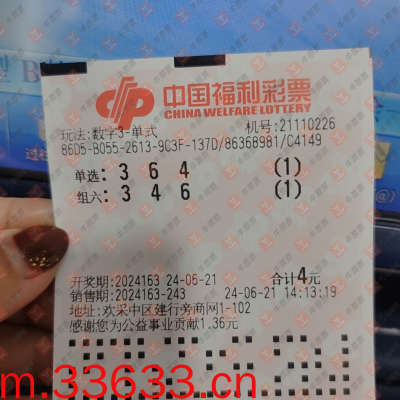 中国福利彩票
CHINA WELFARE LOTTERY
玩法:数字3-单式 机号:21110226
86D5-B055-2613-9C3F-137D/86368981/C4149
单选: 3 6 4 (1)
组六: 3 4 6 (1)
开奖期:2024163 24-06-21 合计4元
销售期:2024163-243 24-06-21 14:13:19
地址:欢采中区建行旁商网1-102
感谢您为公益事业贡献1.36元
m.33633.cn